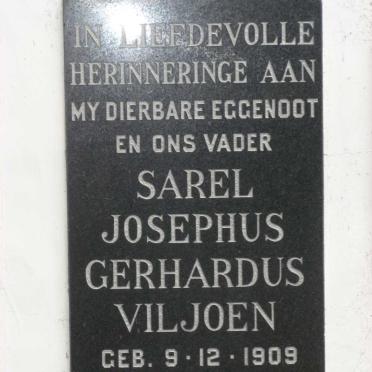 IN LIEFDEVOLLE
HERINNERINGE AAN
MY DIERBARE EGGENOOT
EN ONS VADER
SAREL
JOSEPHUS
GERHARDUS
VILJOEN
GEB. 9·12·1909